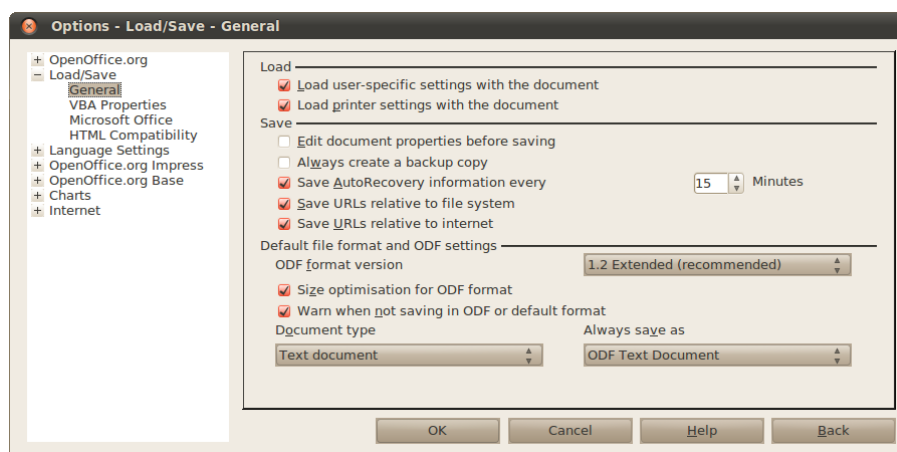 Options - Load/Save - General
+ OpenOffice.org
− Load/Save
General
VBA Properties
Microsoft Office
HTML Compatibility
+ Language Settings
+ OpenOffice.org Impress
+ OpenOffice.org Base
+ Charts
+ Internet
Load
Load user-specific settings with the document
Load printer settings with the document
Save
Edit document properties before saving
Always create a backup copy
Save AutoRecovery information every 15 Minutes
Save URLs relative to file system
Save URLs relative to internet
Default file format and ODF settings
ODF format version 1.2 Extended (recommended)
Size optimisation for ODF format
Warn when not saving in ODF or default format
Document type Always save as
Text document ODF Text Document
OK Cancel Help Back